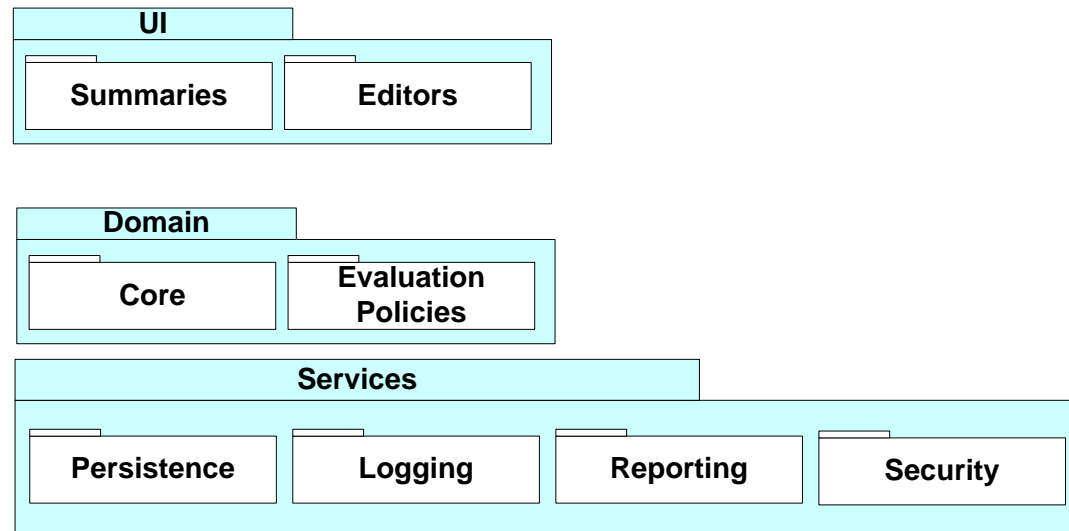 UI
Summaries
Editors
Domain
Core
Evaluation
Policies
Services
Persistence
Logging
Reporting
Security